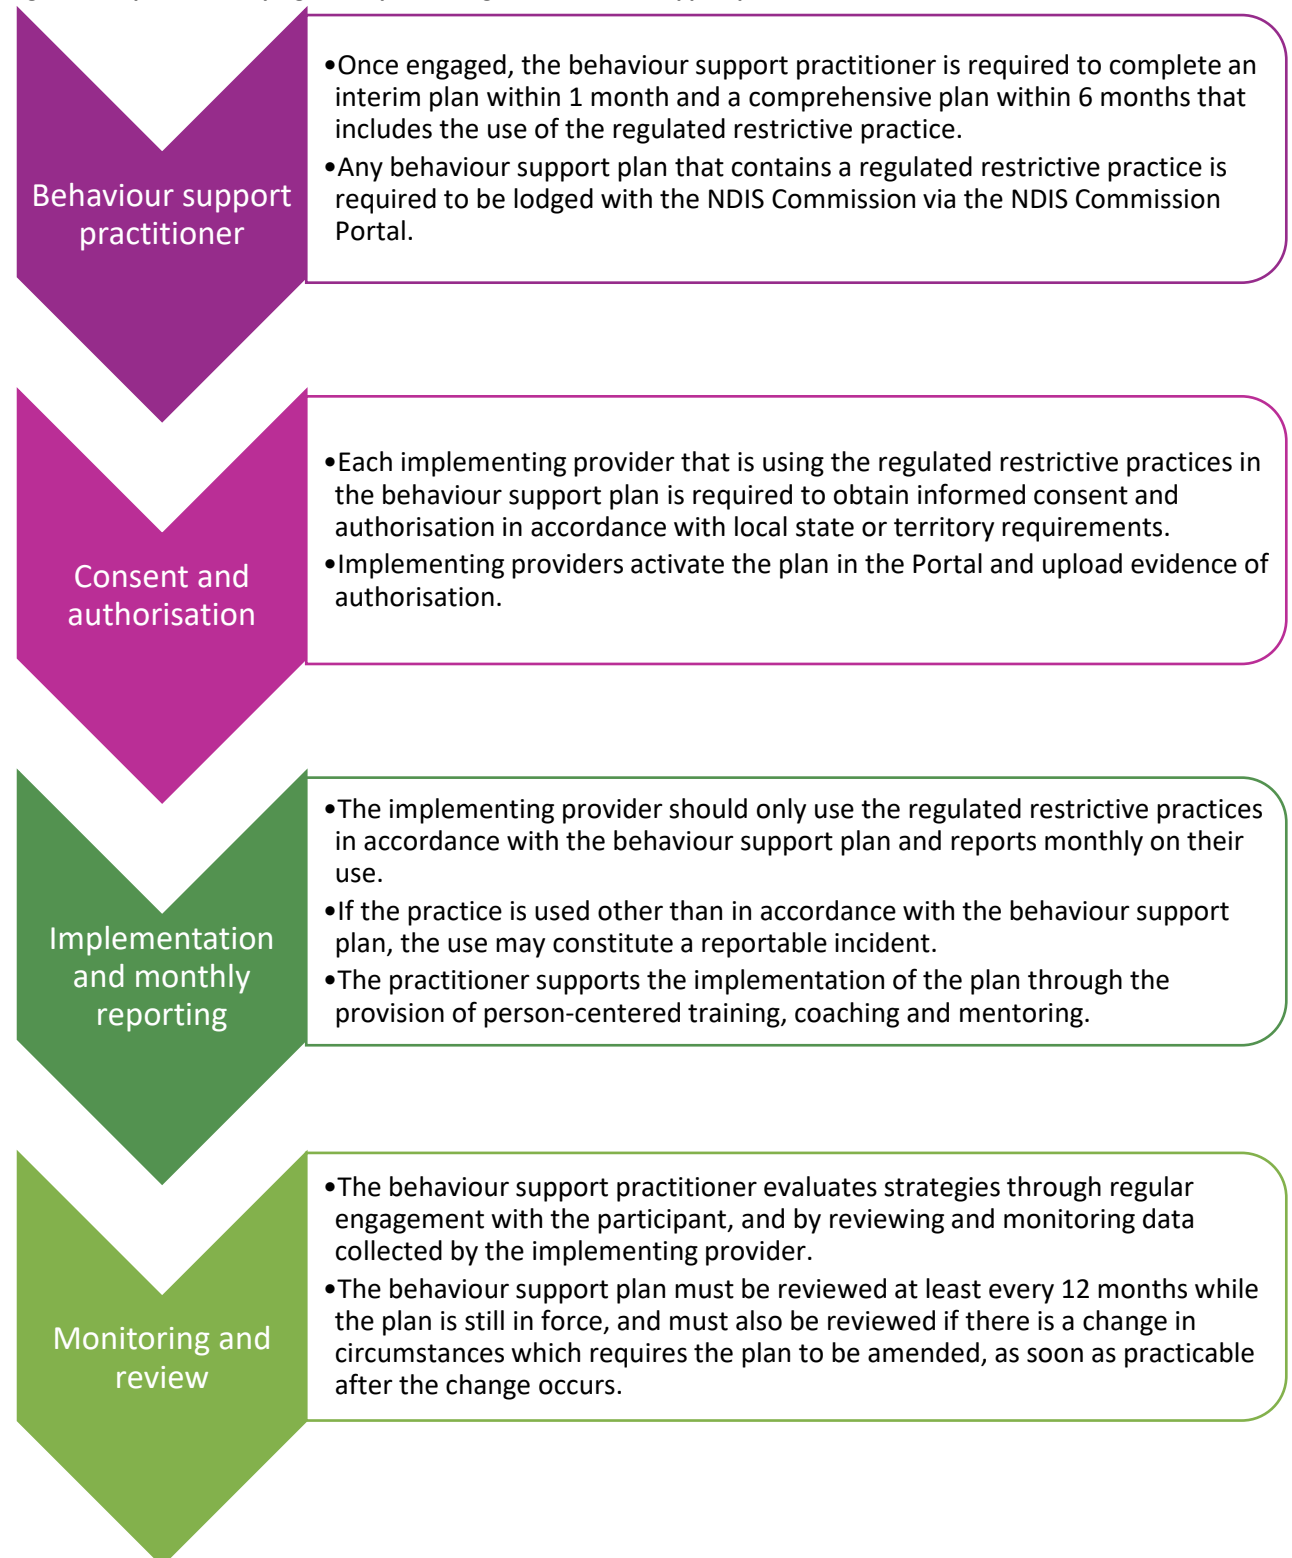 Behaviour support
practitioner
•Once engaged, the behaviour support practitioner is required to complete an
interim plan within 1 month and a comprehensive plan within 6 months that
includes the use of the regulated restrictive practice.
•Any behaviour support plan that contains a regulated restrictive practice is
required to be lodged with the NDIS Commission via the NDIS Commission
Portal.
Consent and
authorisation
•Each implementing provider that is using the regulated restrictive practices in
the behaviour support plan is required to obtain informed consent and
authorisation in accordance with local state or territory requirements.
•Implementing providers activate the plan in the Portal and upload evidence of
authorisation.
Implementation
and monthly
reporting
•The implementing provider should only use the regulated restrictive practices
in accordance with the behaviour support plan and reports monthly on their
use.
•If the practice is used other than in accordance with the behaviour support
plan, the use may constitute a reportable incident.
•The practitioner supports the implementation of the plan through the
provision of person-centered training, coaching and mentoring.
Monitoring and
review
•The behaviour support practitioner evaluates strategies through regular
engagement with the participant, and by reviewing and monitoring data
collected by the implementing provider.
•The behaviour support plan must be reviewed at least every 12 months while
the plan is still in force, and must also be reviewed if there is a change in
circumstances which requires the plan to be amended, as soon as practicable
after the change occurs.